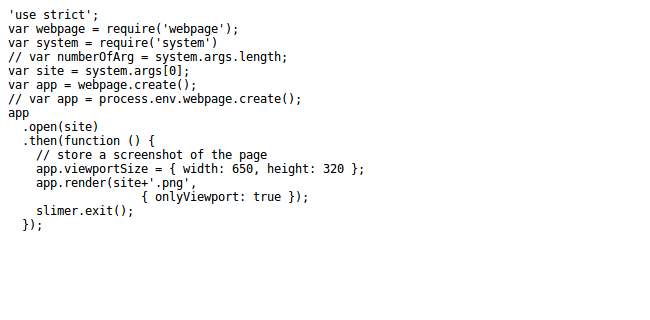 'use strict';
var webpage = require('webpage');
var system = require('system')
// var numberOfArg = system.args.length;
var site = system.args[0];
var app = webpage.create();
// var app = process.env.webpage.create();
app
  .open(site)
  .then(function () {
    // store a screenshot of the page
    app.viewportSize = { width: 650, height: 320 };
    app.render(site+'.png',
                   { onlyViewport: true });
    slimer.exit();
  });